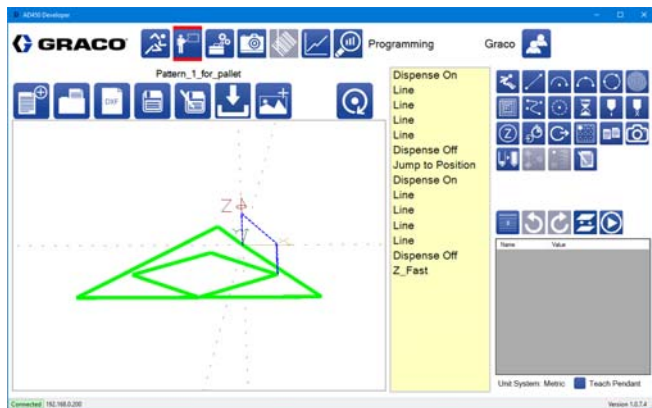 AD450 Developer
GRACO
Programming
Graco
Pattern_1_for_pallet
DXF
Z
Y
X
Dispense On
Line
Line
Line
Line
Dispense Off
Jump to Position
Dispense On
Line
Line
Line
Line
Dispense Off
Z_Fast
Z
Name Value
Unit System: Metric Teach Pendant
Connected 192.168.0.200 Version 1.0.7.4